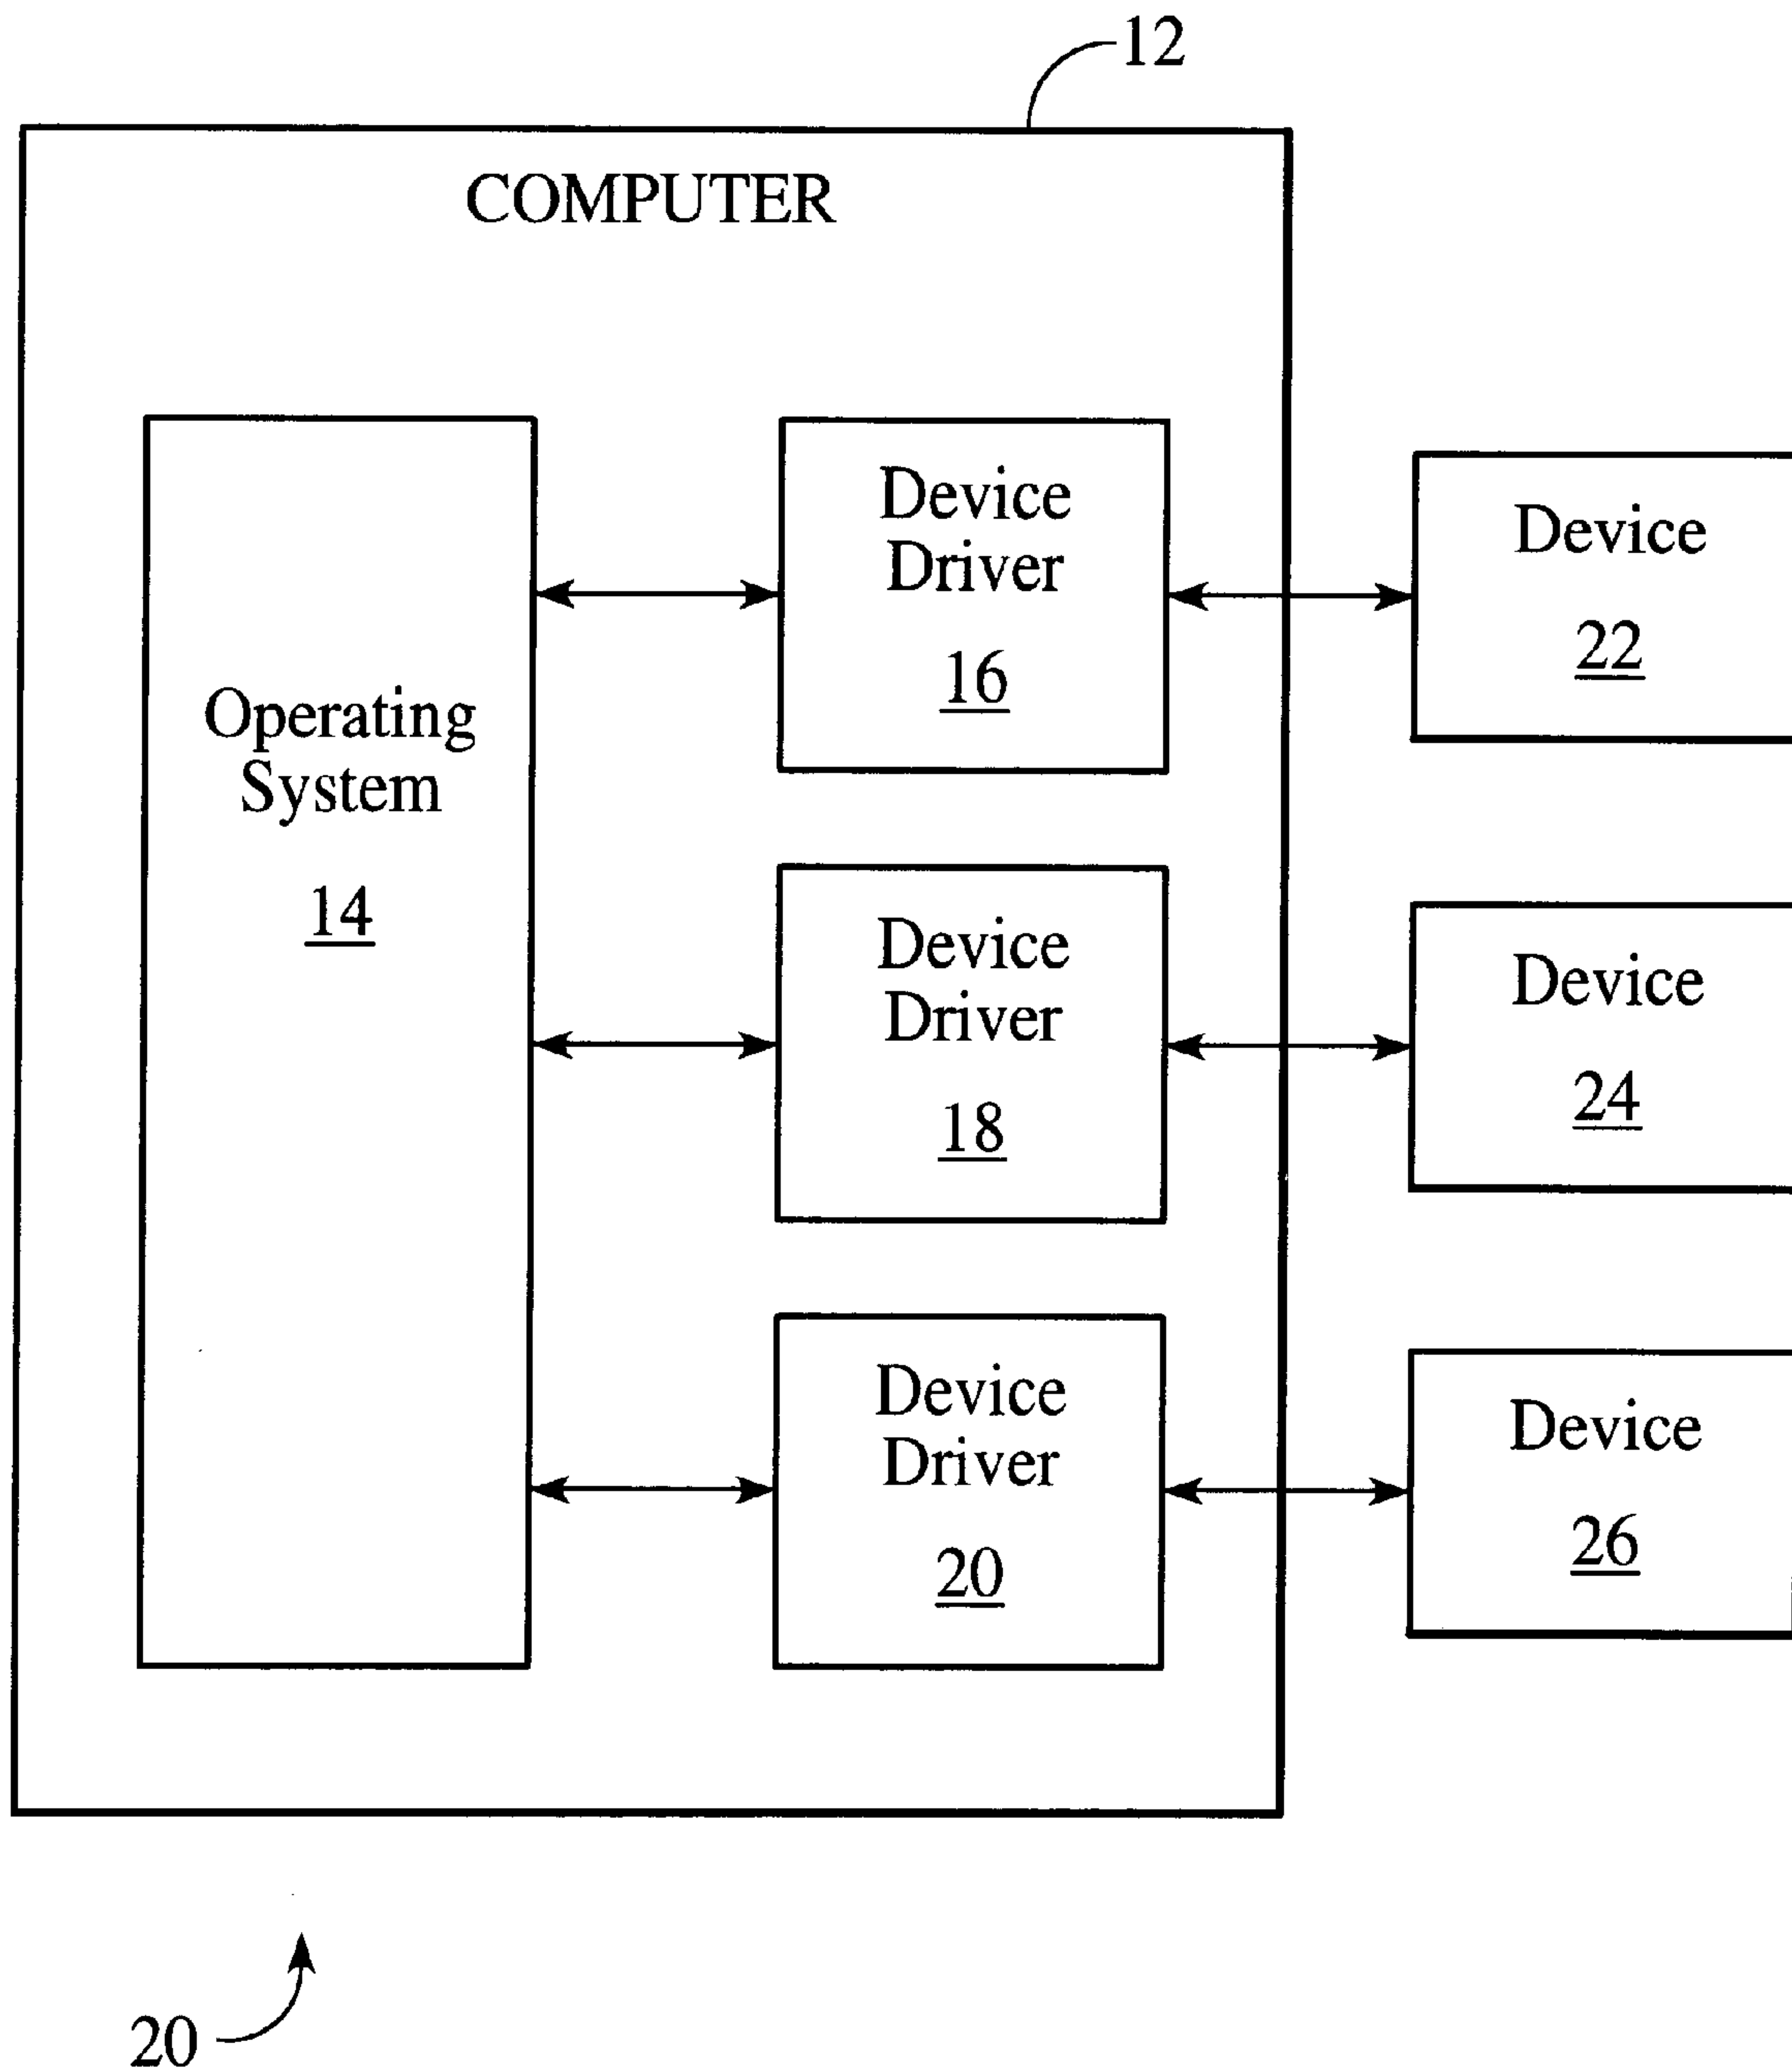 12
COMPUTER
Operating
System
14
Device
Driver
16
Device
22
Device
Driver
18
Device
24
Device
Driver
20
Device
26
20